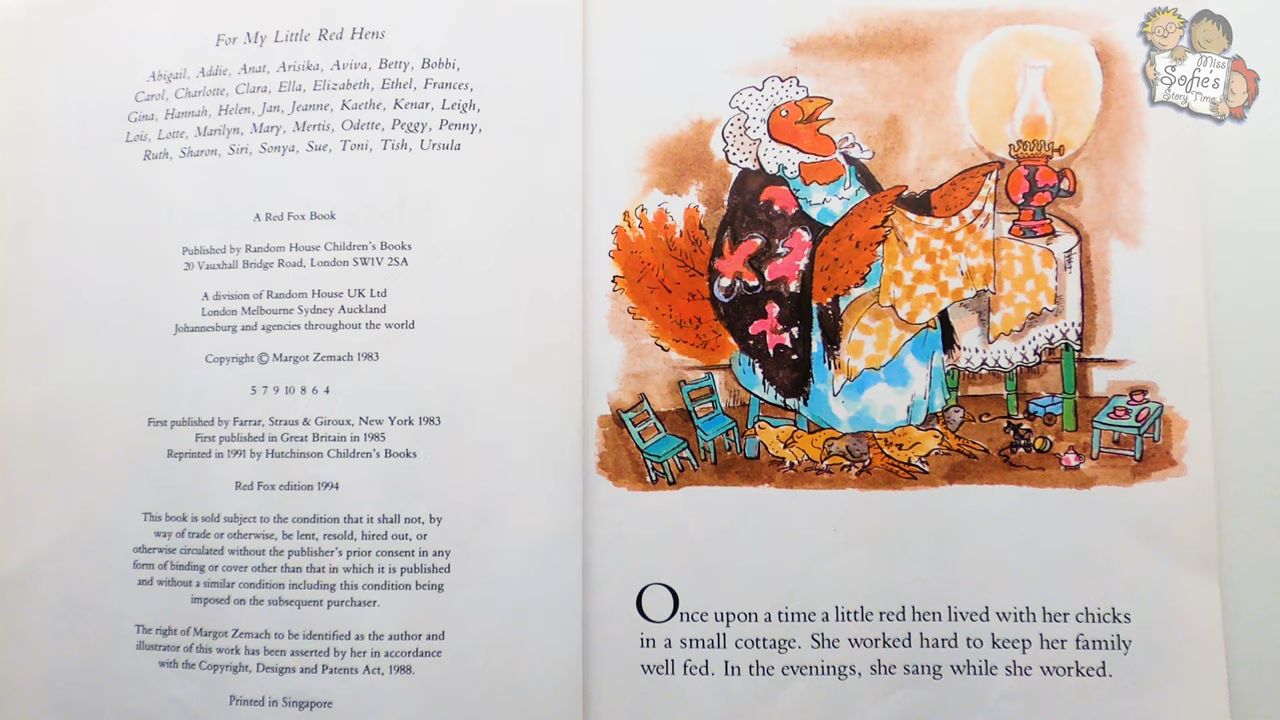 For My Little Red Hens
Abigail, Addie, Anat, Arisika, Aviva, Betty, Bobbi,
Carol, Charlotte, Clara, Ella, Elizabeth, Ethel, Frances,
Gina, Hannah, Helen, Jan, Jeanne, Kaethe, Kenar, Leigh,
Lois, Lotte, Marilyn, Mary, Mertis, Odette, Peggy, Penny,
Ruth, Sharon, Siri, Sonya, Sue, Toni, Tish, Ursula
A Red Fox Book
Published by Random House Children's Books
20 Vauxhall Bridge Road, London SW1V 2SA
A division of Random House UK Ltd
London Melbourne Sydney Auckland
Johannesburg and agencies throughout the world
Copyright © Margot Zemach 1983
5 7 9 10 8 6 4
First published by Farrar, Straus & Giroux, New York 1983
First published in Great Britain in 1985
Reprinted in 1991 by Hutchinson Children's Books
Red Fox edition 1994
This book is sold subject to the condition that it shall not, by
way of trade or otherwise, be lent, resold, hired out, or
otherwise circulated without the publisher's prior consent in any
form of binding or cover other than that in which it is published
and without a similar condition including this condition being
imposed on the subsequent purchaser.
The right of Margot Zemach to be identified as the author and
illustrator of this work has been asserted by her in accordance
with the Copyright, Designs and Patents Act, 1988.
Printed in Singapore
Miss
Sofie's
Story Time
Once upon a time a little red hen lived with her chicks
in a small cottage. She worked hard to keep her family
well fed. In the evenings, she sang while she worked.